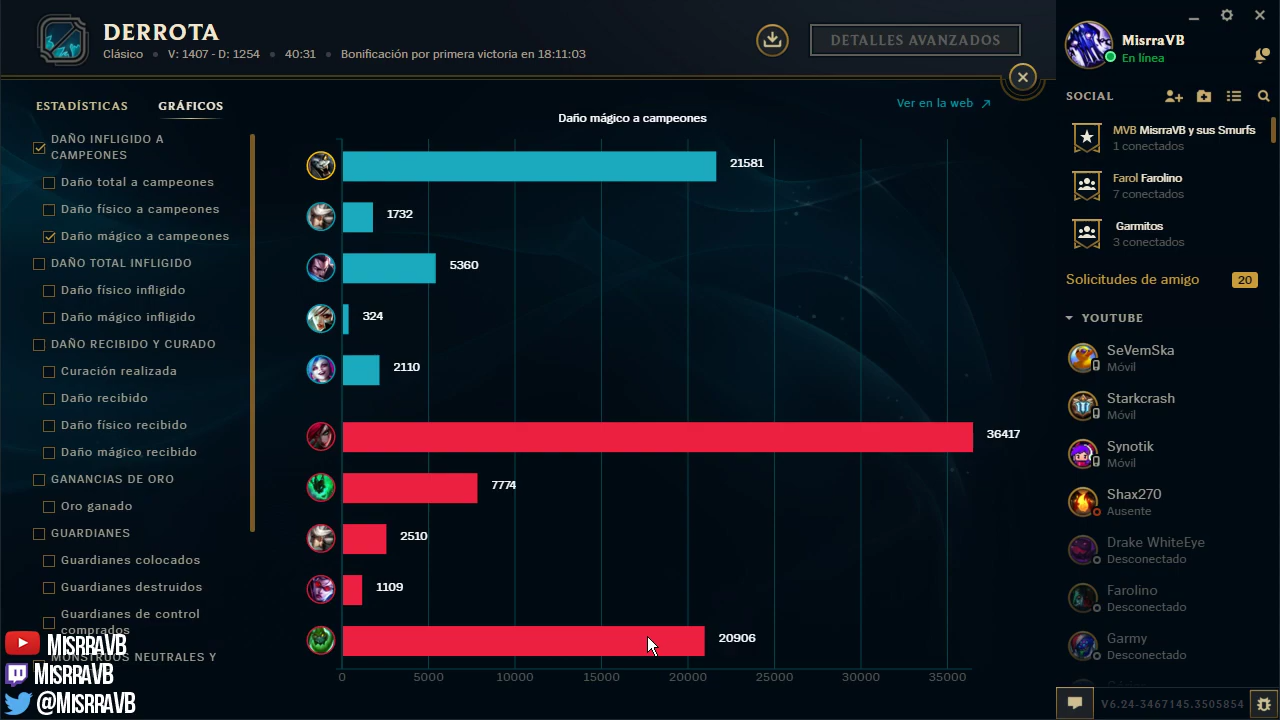 DERROTA
Clásico • V: 1407 - D: 1254 • 40:31 • Bonificación por primera victoria en 18:11:03
DETALLES AVANZADOS
MisrraVB
En línea
ESTADÍSTICAS
GRÁFICOS
Ver en la web
SOCIAL
DAÑO INFLIGIDO A
CAMPEONES
Daño total a campeones
Daño físico a campeones
Daño mágico a campeones
DAÑO TOTAL INFLIGIDO
Daño físico infligido
Daño mágico infligido
DAÑO RECIBIDO Y CURADO
Curación realizada
Daño recibido
Daño físico recibido
Daño mágico recibido
GANANCIAS DE ORO
Oro ganado
GUARDIANES
Guardianes colocados
Guardianes destruidos
Guardianes de control
comprados
MONSTRUOS NEUTRALES Y
Daño mágico a campeones
21581
1732
5360
324
2110
36417
7774
2510
1109
20906
0 5000 10000 15000 20000 25000 30000 35000
MVB MisrraVB y sus Smurfs
1 conectados
Farol Farolino
7 conectados
Garmitos
3 conectados
Solicitudes de amigo 20
YOUTUBE
SeVemSka
Móvil
Starkcrash
Móvil
Synotik
Móvil
Shax270
Ausente
Drake WhiteEye
Desconectado
Farolino
Desconectado
Garmy
Desconectado
V6.24-3467145.3505854
MISRRAVB
MISRRAVB
@MISRRAVB